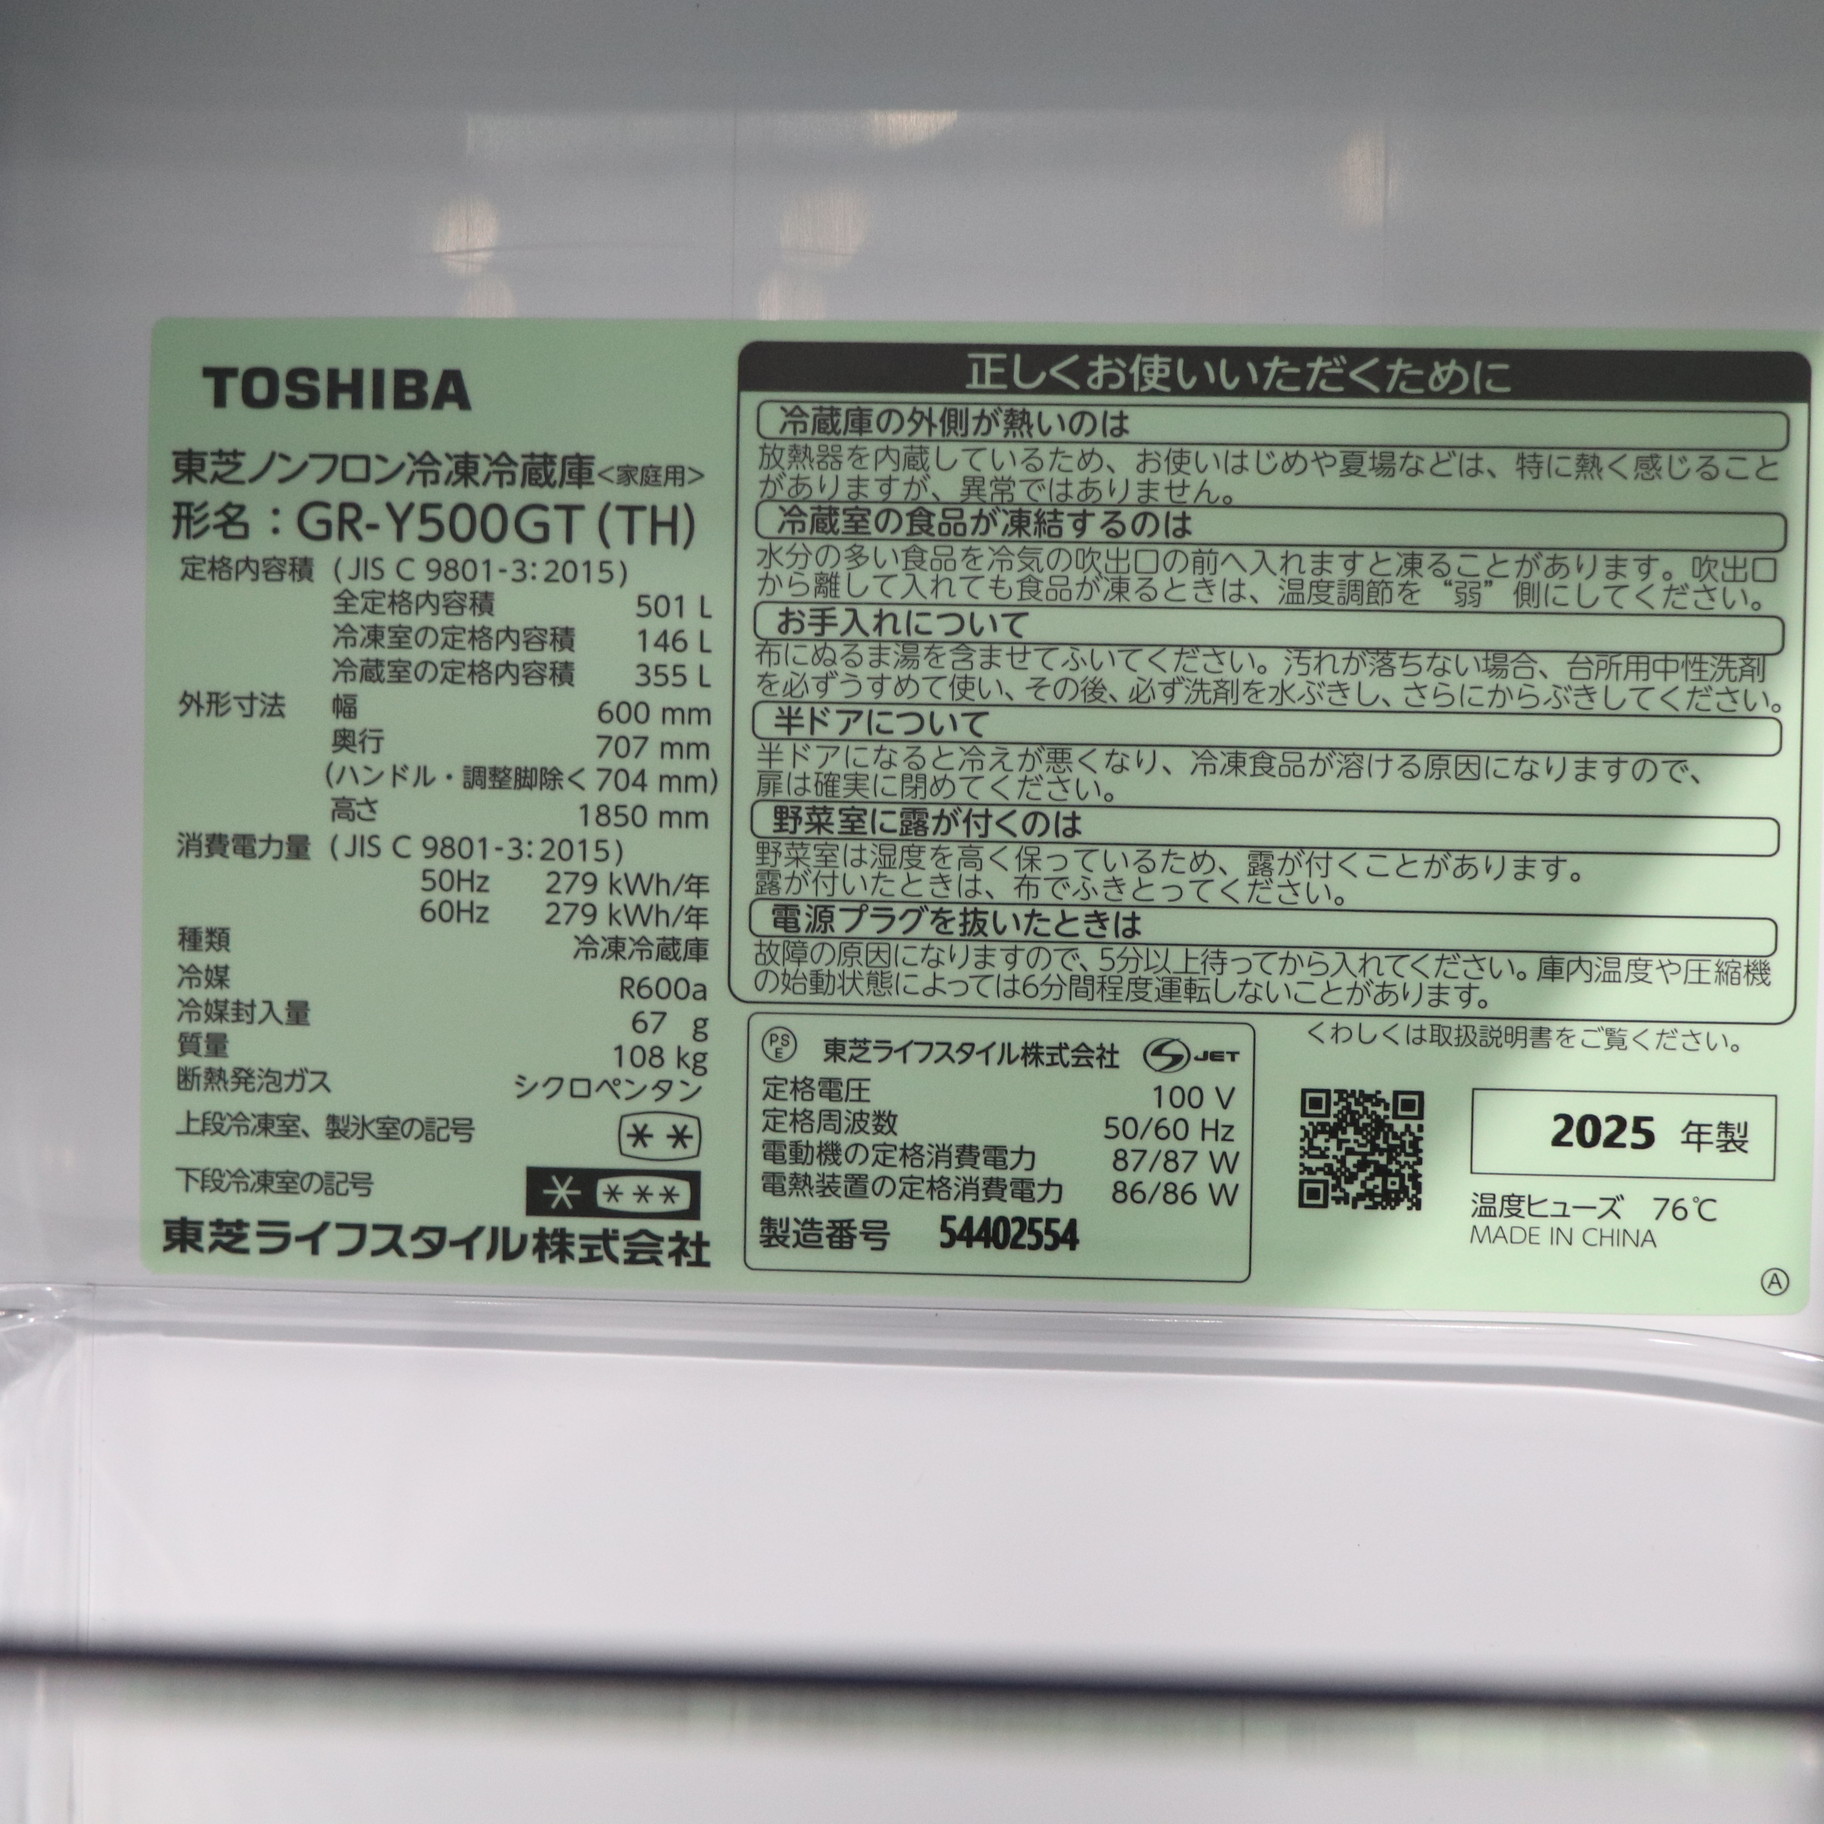 TOSHIBA
東芝ノンフロン冷凍冷蔵庫<家庭用>
形名：GR-Y500GT (TH)
定格内容積 (JIS C 9801-3:2015)
全定格内容積 501 L
冷凍室の定格内容積 146 L
冷蔵室の定格内容積 355 L
外形寸法 幅 600 mm
奥行 707 mm
(ハンドル・調整脚除く 704 mm)
高さ 1850 mm
消費電力量 (JIS C 9801-3:2015)
50Hz 279 kWh/年
60Hz 279 kWh/年
種類 冷凍冷蔵庫
冷媒 R600a
冷媒封入量 67 g
質量 108 kg
断熱発泡ガス シクロペンタン
上段冷凍室、製氷室の記号 ＊＊
下段冷凍室の記号 ＊ ＊＊＊
東芝ライフスタイル株式会社
正しくお使いいただくために
冷蔵庫の外側が熱いのは
放熱器を内蔵しているため、お使いはじめや夏場などは、特に熱く感じること
がありますが、異常ではありません。
冷蔵室の食品が凍結するのは
水分の多い食品を冷気の吹出口の前へ入れますと凍ることがあります。吹出口
から離して入れても食品が凍るときは、温度調節を“弱”側にしてください。
お手入れについて
布にぬるま湯を含ませてふいてください。汚れが落ちない場合、台所用中性洗剤
を必ずうすめて使い、その後、必ず洗剤を水ぶきし、さらにからぶきしてください。
半ドアについて
半ドアになると冷えが悪くなり、冷凍食品が溶ける原因になりますので、
扉は確実に閉めてください。
野菜室に露が付くのは
野菜室は湿度を高く保っているため、露が付くことがあります。
露が付いたときは、布でふきとってください。
電源プラグを抜いたときは
故障の原因になりますので、5分以上待ってから入れてください。庫内温度や圧縮機
の始動状態によっては6分間程度運転しないことがあります。
くわしくは取扱説明書をご覧ください。
PSE 東芝ライフスタイル株式会社 JET
定格電圧 100 V
定格周波数 50/60 Hz
電動機の定格消費電力 87/87 W
電熱装置の定格消費電力 86/86 W
製造番号 54402554
2025 年製
温度ヒューズ 76℃
MADE IN CHINA
Ⓐ